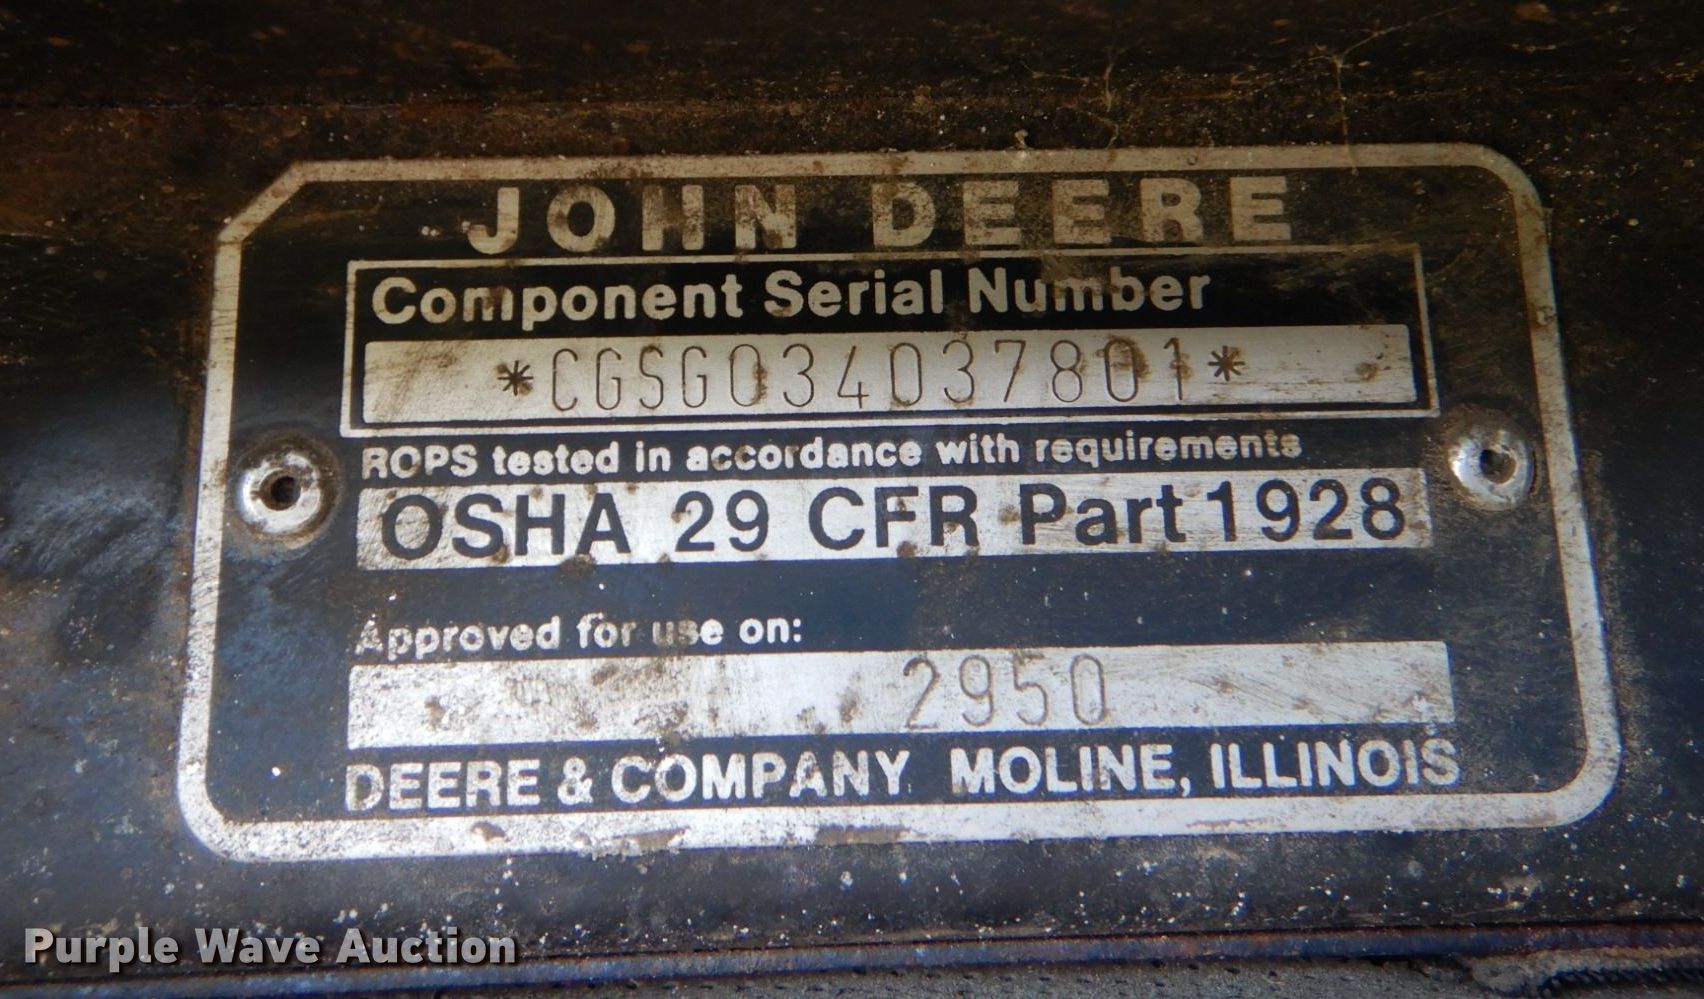 JOHN DEERE
Component Serial Number
*CGSG034037801*
ROPS tested in accordance with requirements
OSHA 29 CFR Part 1928
Approved for use on:
2950
DEERE & COMPANY MOLINE, ILLINOIS
Purple Wave Auction